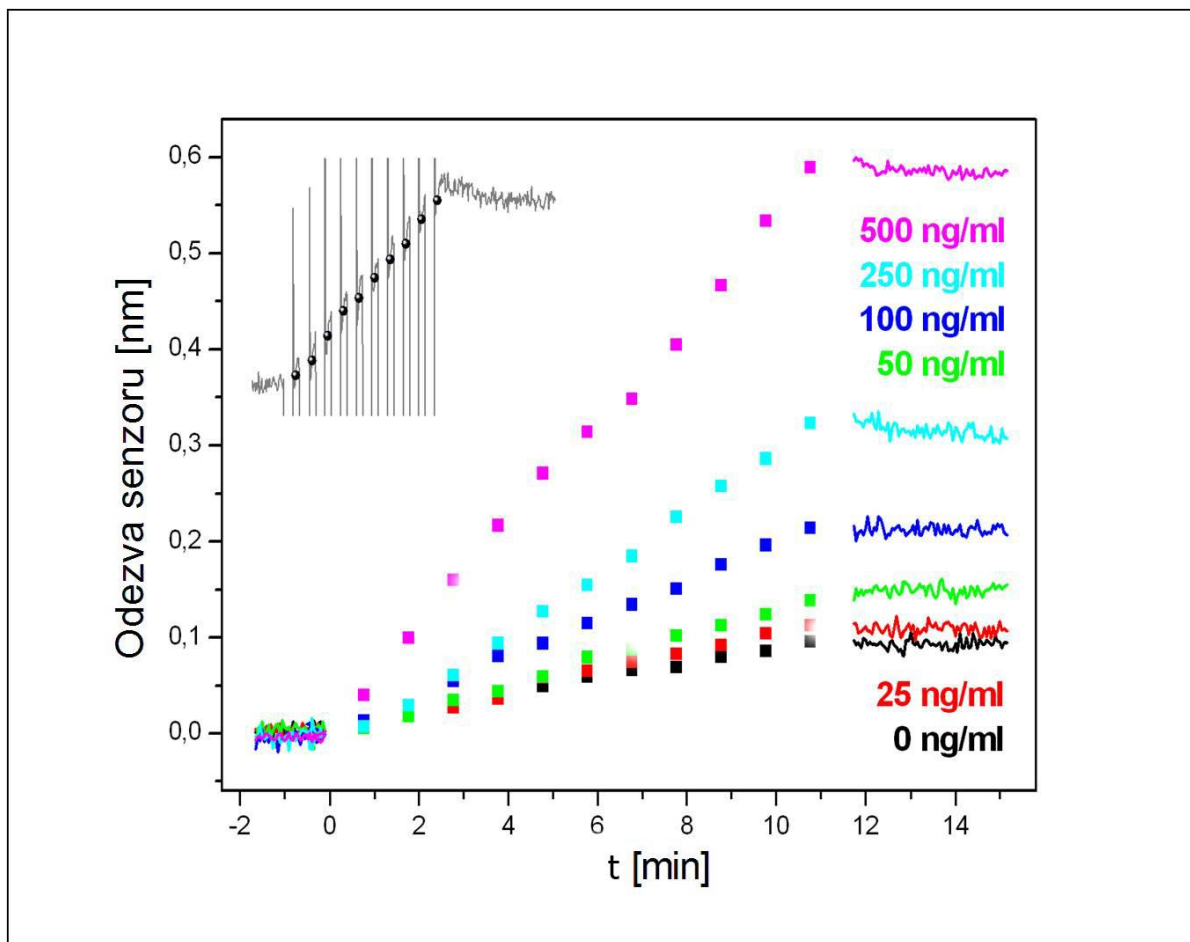 0,6
0,5
0,4
0,3
0,2
0,1
0,0
Odezva senzoru [nm]
500 ng/ml
250 ng/ml
100 ng/ml
50 ng/ml
25 ng/ml
0 ng/ml
-2 0 2 4 6 8 10 12 14
t [min]